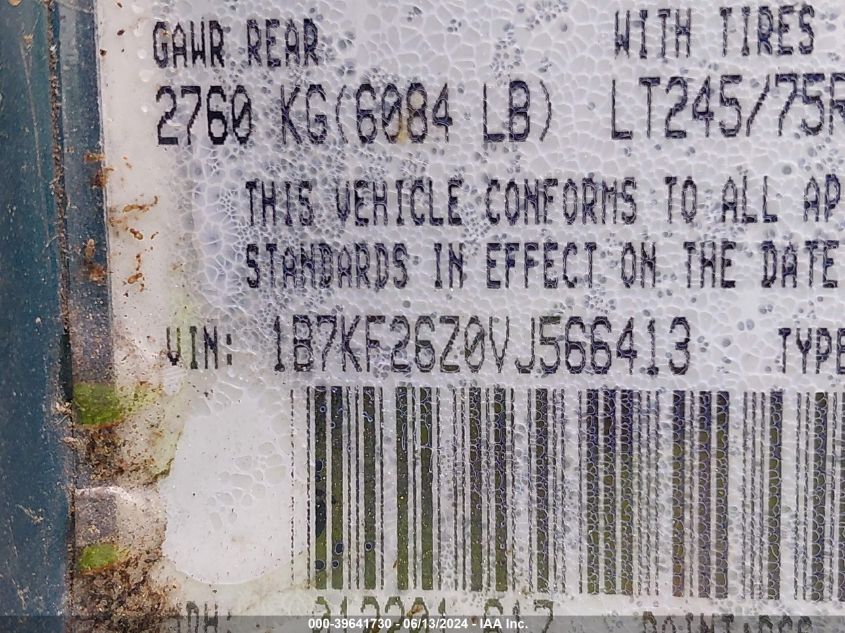 GAWR REAR WITH TIRES
2760 KG(6084 LB) LT245/75R
THIS VEHICLE CONFORMS TO ALL AP
STANDARDS IN EFFECT ON THE DATE
VIN: 1B7KF26Z0VJ566413 TYPE
000-39641730 - 06/13/2024 - IAA Inc.